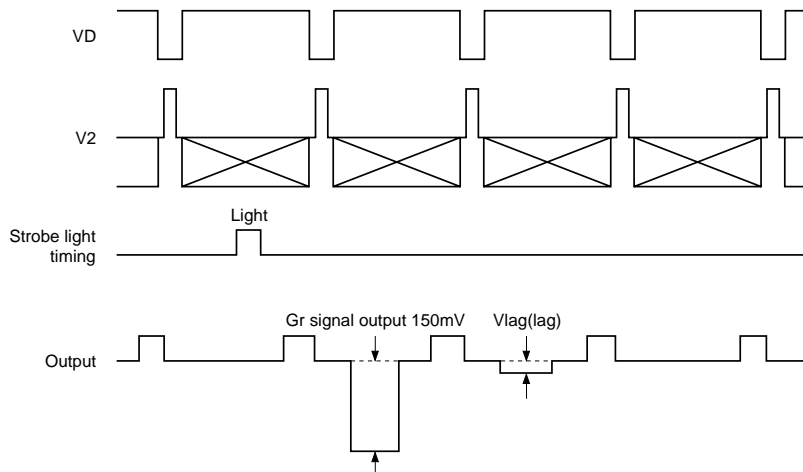 VD
V2
Light
Strobe light
timing
Gr signal output 150mV
Vlag(lag)
Output